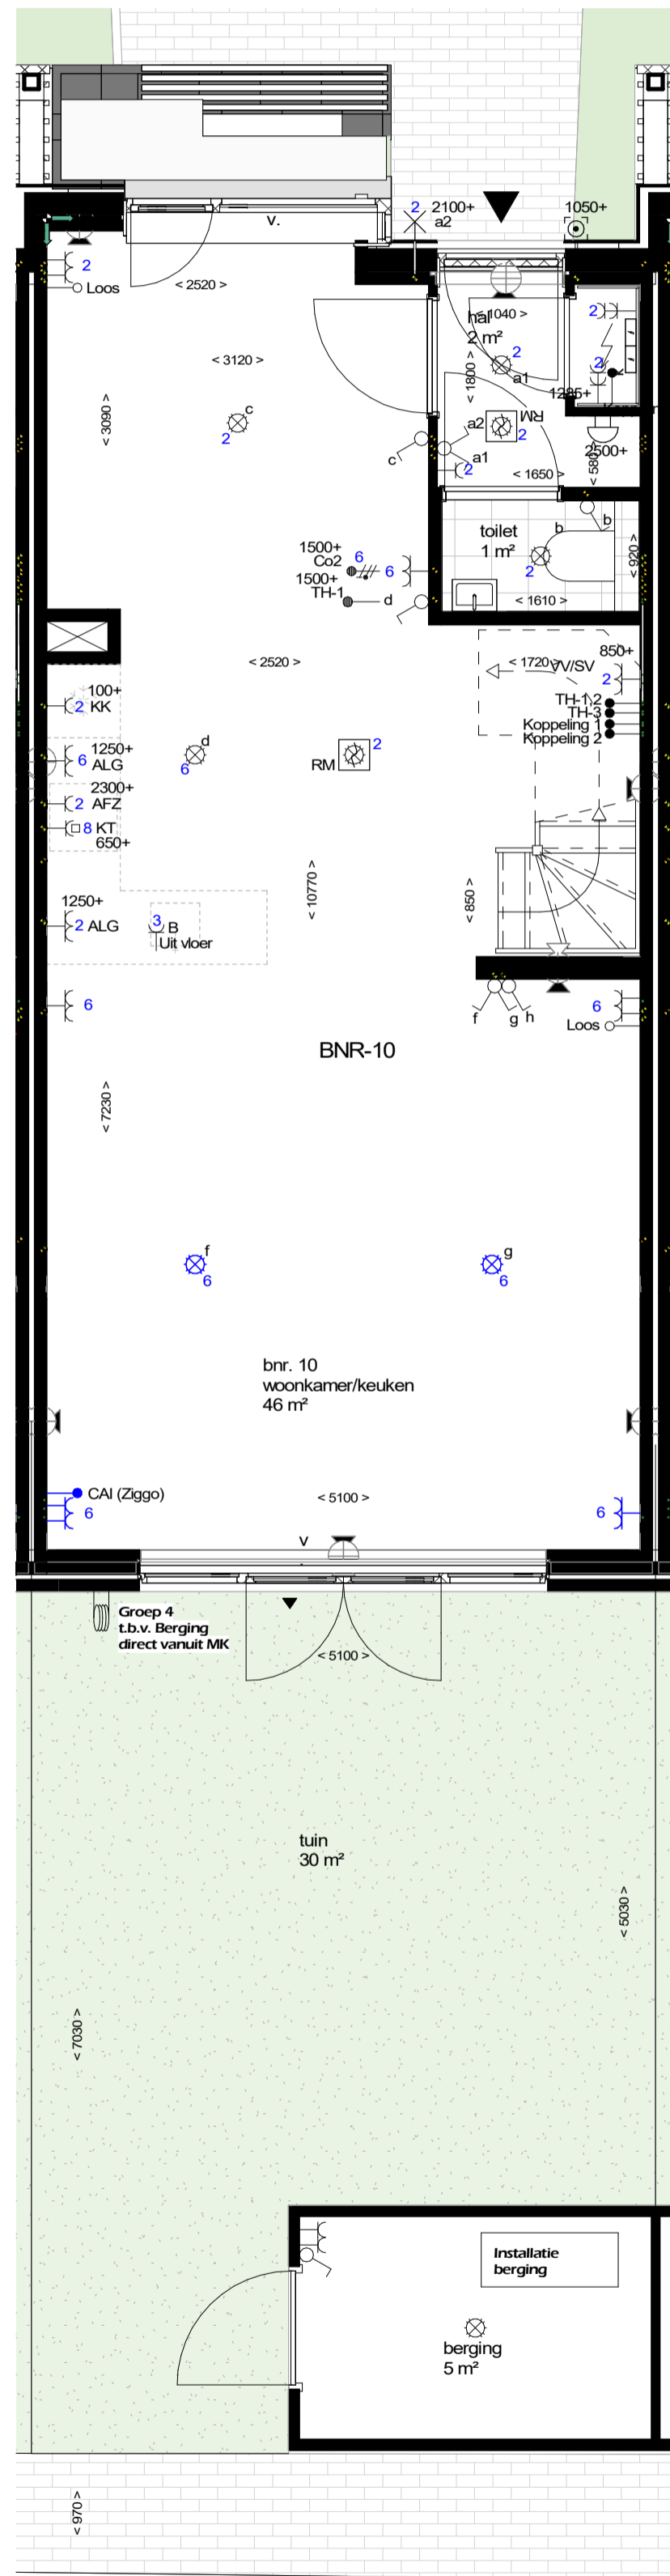 2
2100+
a2
1050+
v.
2
Loos
< 2520 >
hal
2 m²
< 1040 >
2
< 3120 >
2
a1
< 1800 >
2
1285+
< 3090 >
c
2
a2
RM
2
c
a1
2
2500+
< 580 >
< 1650 >
toilet
1 m²
b
b
2
< 920 >
1500+
Co2
6
6
1500+
TH-1
d
< 1610 >
< 2520 >
< 1720 >
VV/SV
850+
2
100+
2 KK
TH-1,2
TH-3
Koppeling 1
Koppeling 2
1250+
6 ALG
d
6
RM
2
2300+
2 AFZ
8 KT
650+
< 10770 >
< 850 >
1250+
2 ALG
3
B
Uit vloer
6
f
g
h
6
Loos
BNR-10
< 7230 >
f
6
g
6
bnr. 10
woonkamer/keuken
46 m²
CAI (Ziggo)
6
< 5100 >
6
v
Groep 4
t.b.v. Berging
direct vanuit MK
< 5100 >
tuin
30 m²
< 5030 >
< 7030 >
Installatie
berging
berging
5 m²
< 970 >